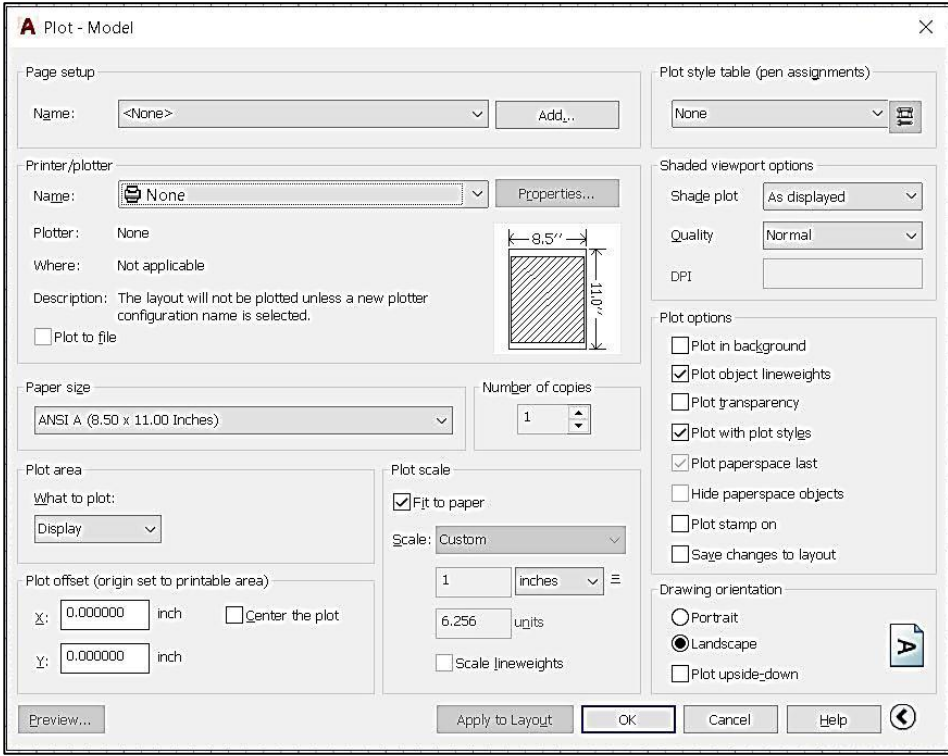 A Plot - Model
Page setup
Name: <None> Add...
Printer/plotter
Name: None Properties...
Plotter: None
Where: Not applicable
Description: The layout will not be plotted unless a new plotter
configuration name is selected.
Plot to file
8.5’’
11.0’’
Paper size
ANSI A (8.50 x 11.00 Inches)
Number of copies
1
Plot area
What to plot:
Display
Plot offset (origin set to printable area)
X: 0.000000 inch Center the plot
Y: 0.000000 inch
Plot scale
Fit to paper
Scale: Custom
1 inches =
6.256 units
Scale lineweights
Plot style table (pen assignments)
None
Shaded viewport options
Shade plot As displayed
Quality Normal
DPI
Plot options
Plot in background
Plot object lineweights
Plot transparency
Plot with plot styles
Plot paperspace last
Hide paperspace objects
Plot stamp on
Save changes to layout
Drawing orientation
Portrait
Landscape
Plot upside-down
A
Preview... Apply to Layout OK Cancel Help